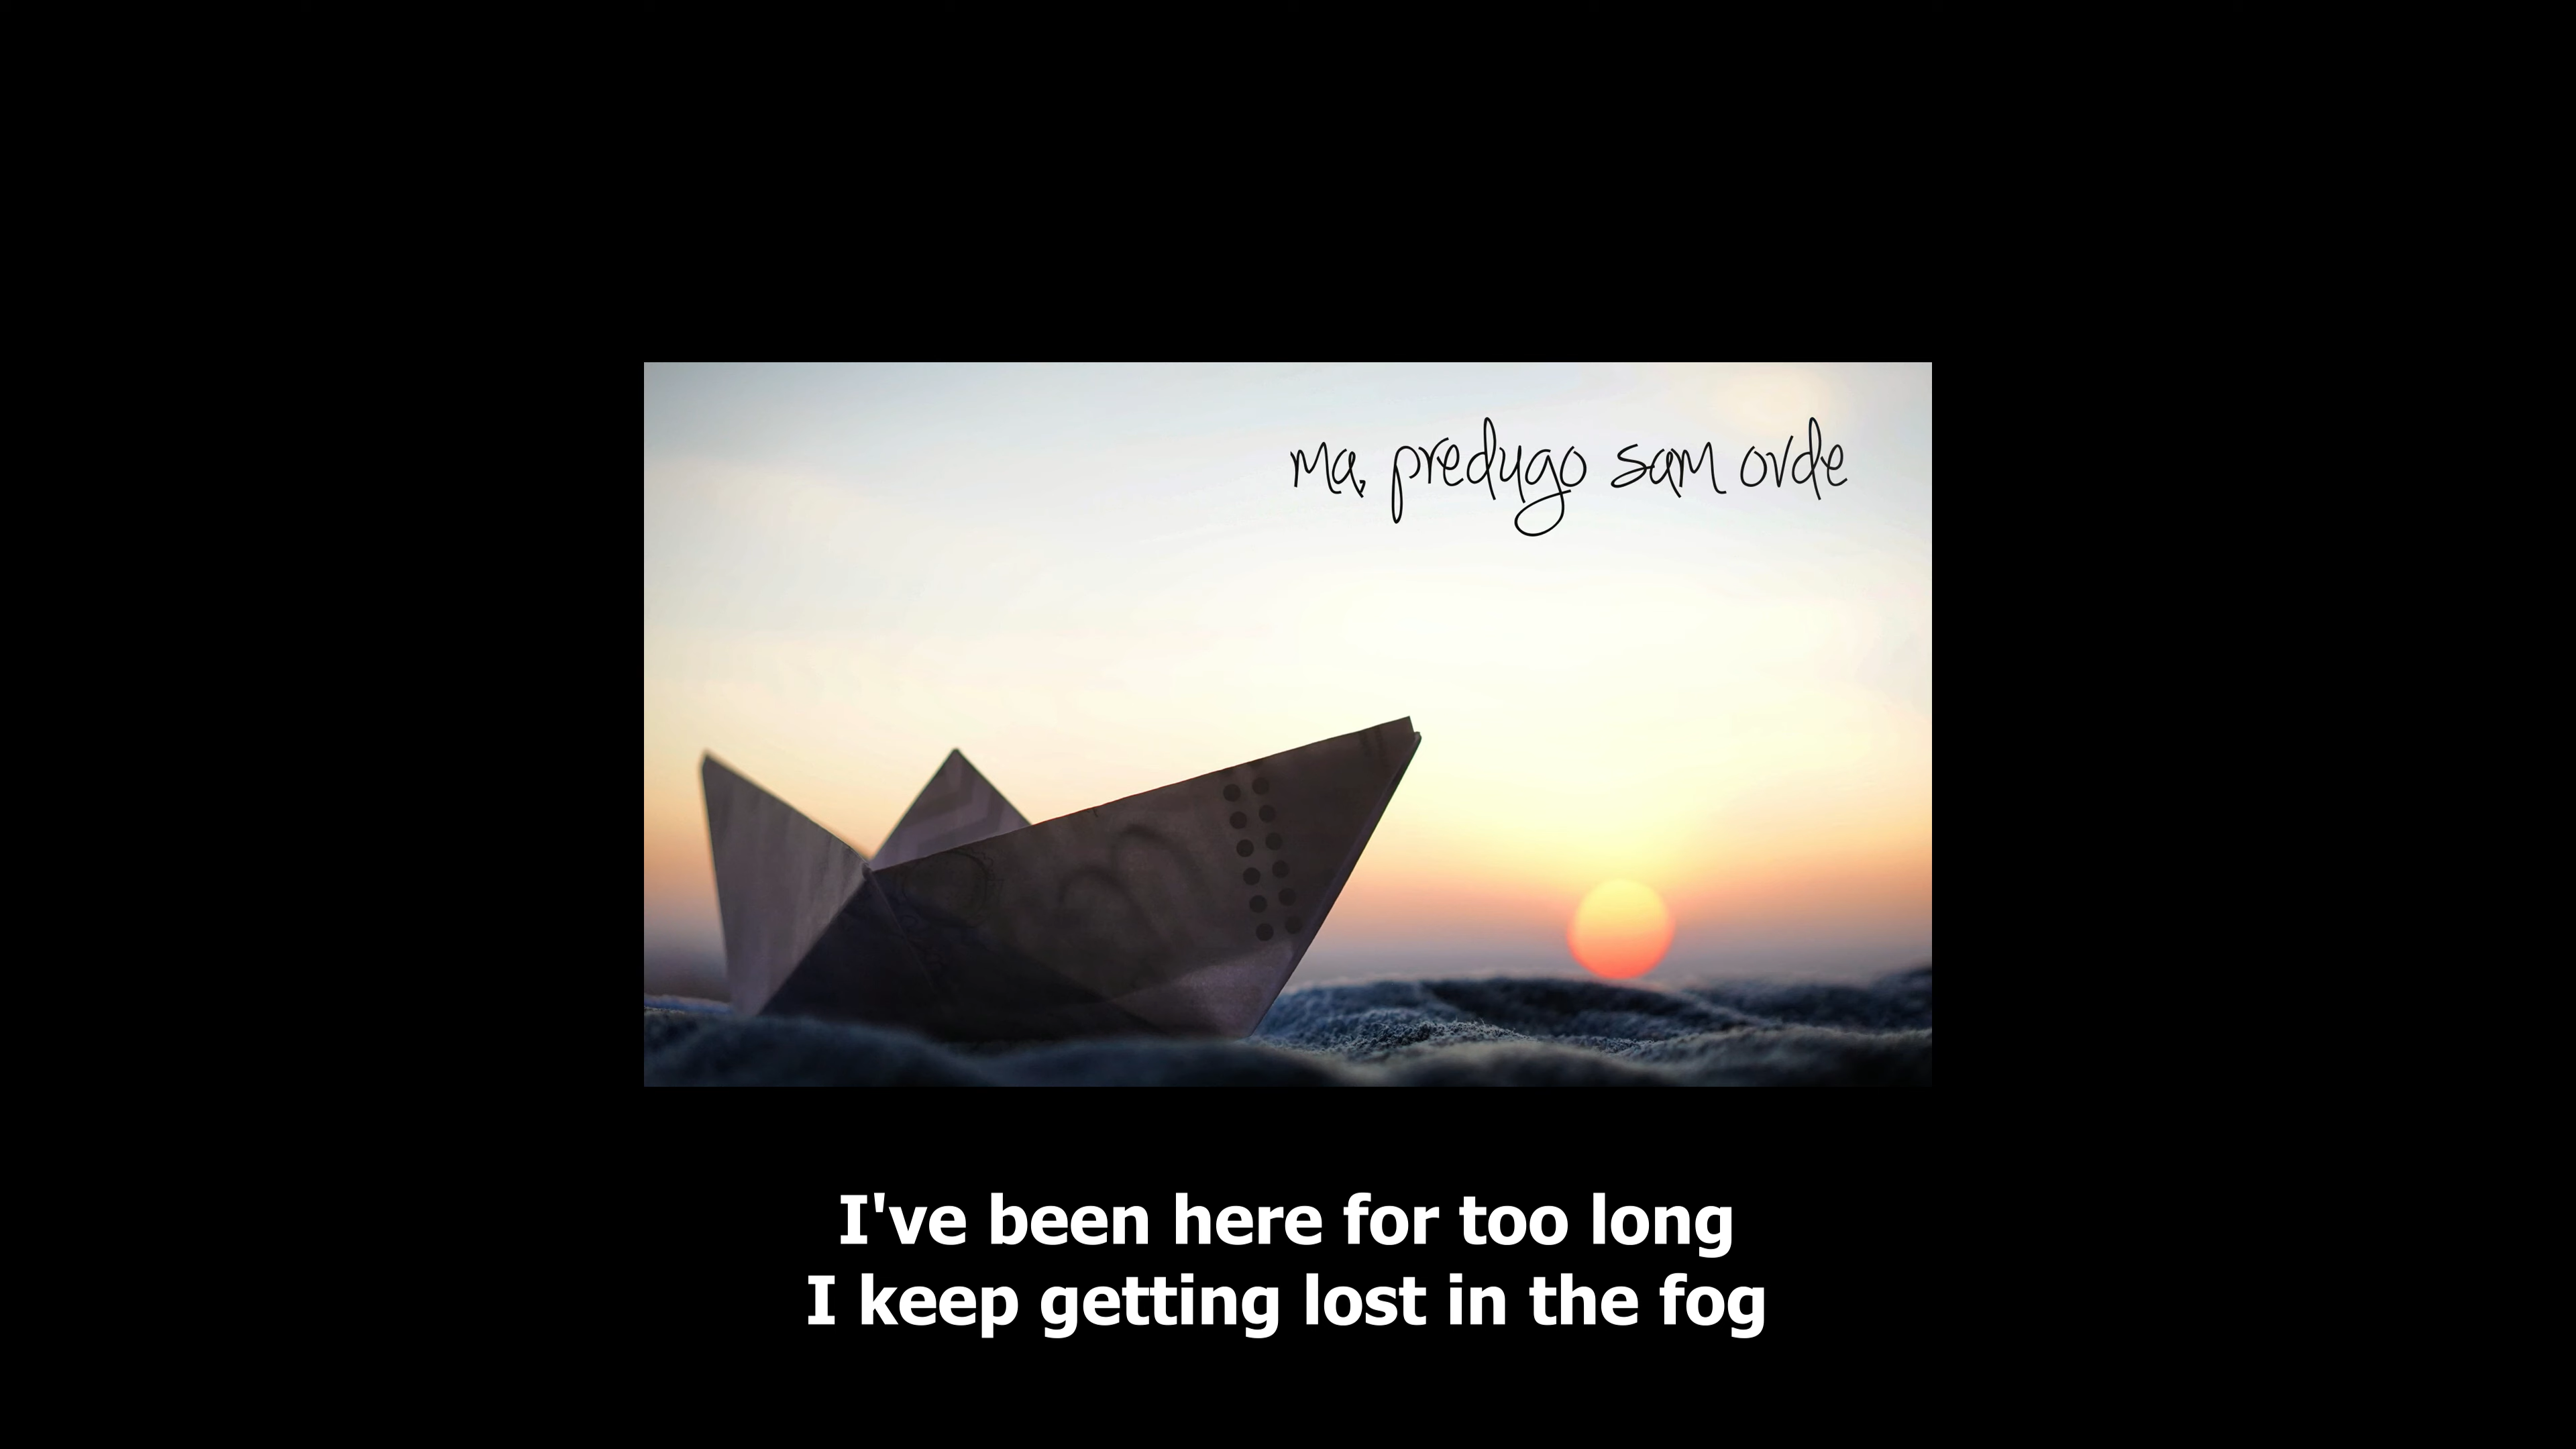 ma, predugo sam ovde
I've been here for too long
I keep getting lost in the fog